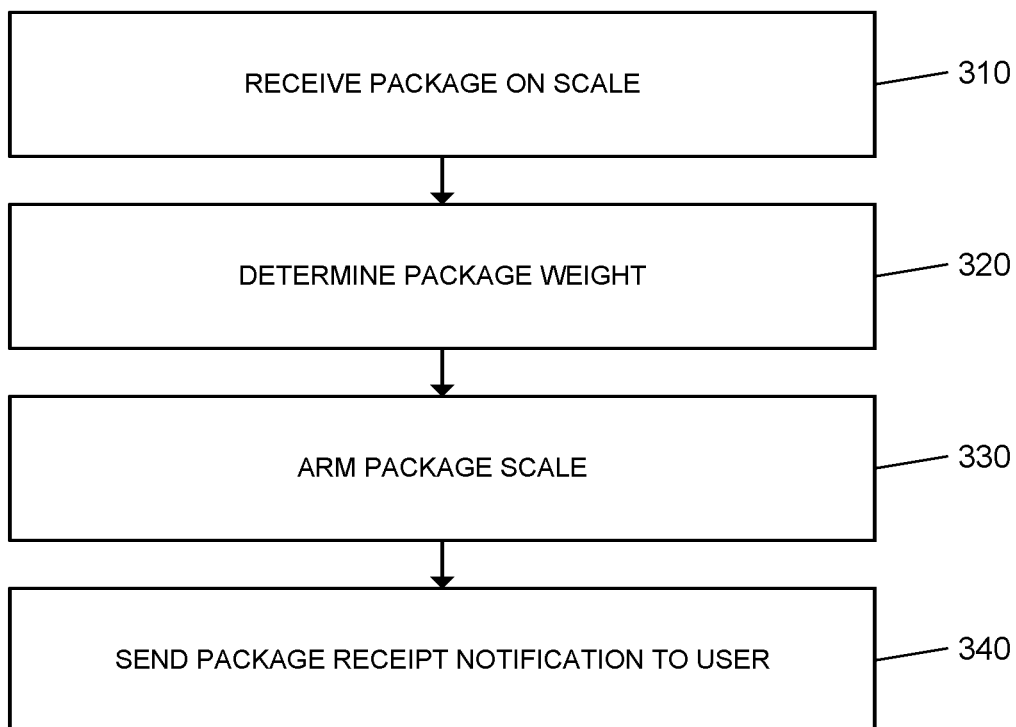 RECEIVE PACKAGE ON SCALE
310
DETERMINE PACKAGE WEIGHT
320
ARM PACKAGE SCALE
330
SEND PACKAGE RECEIPT NOTIFICATION TO USER
340